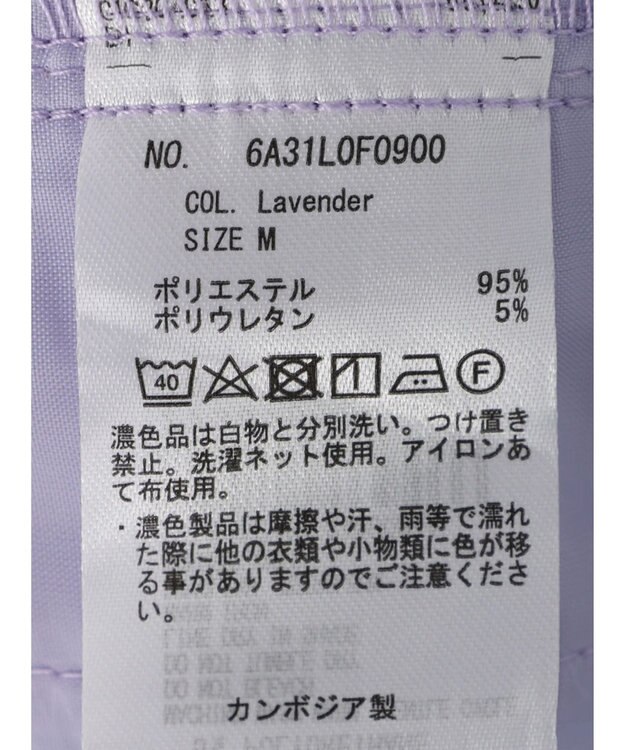 NO. 6A31L0F0900
COL. Lavender
SIZE M
ポリエステル 95%
ポリウレタン 5%
40
F
濃色品は白物と分別洗い。つけ置き
禁止。洗濯ネット使用。アイロンあ
て布使用。
・濃色製品は摩擦や汗、雨等で濡れ
た際に他の衣類や小物類に色が移
る事がありますのでご注意くださ
い。
カンボジア製